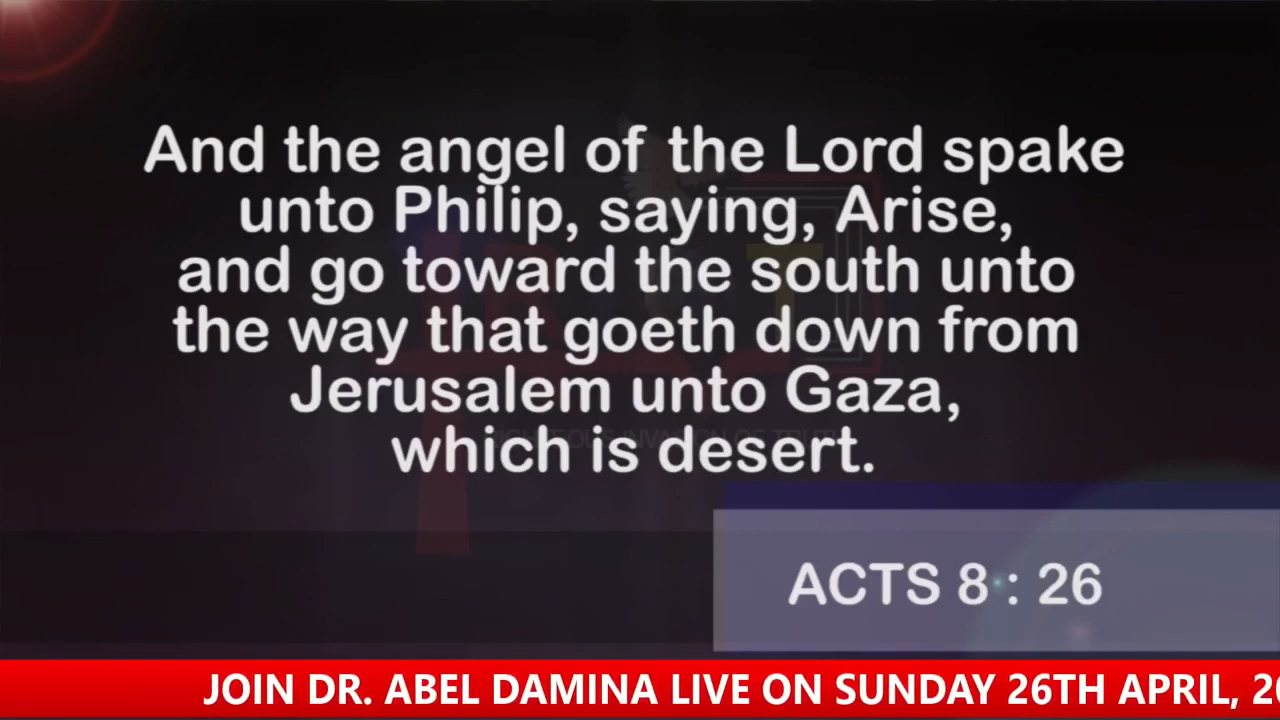 And the angel of the Lord spake
unto Philip, saying, Arise,
and go toward the south unto
the way that goeth down from
Jerusalem unto Gaza,
which is desert.
ACTS 8 : 26
JOIN DR. ABEL DAMINA LIVE ON SUNDAY 26TH APRIL,